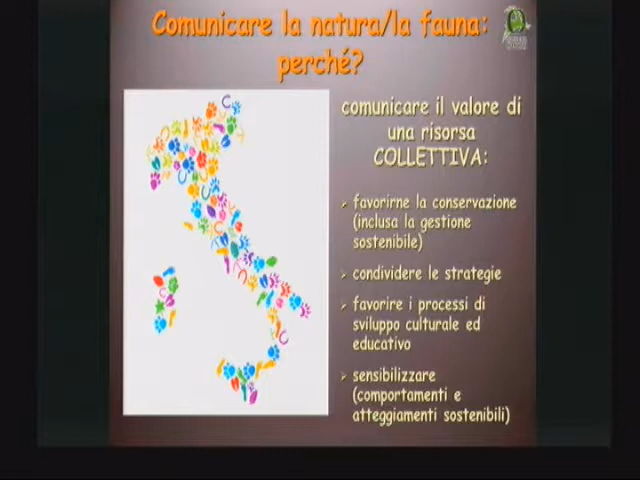 Comunicare la natura/la fauna:
perché?
comunicare il valore di
una risorsa
COLLETTIVA:
favorirne la conservazione
(inclusa la gestione
sostenibile)
condividere le strategie
favorire i processi di
sviluppo culturale ed
educativo
sensibilizzare
(comportamenti e
atteggiamenti sostenibili)